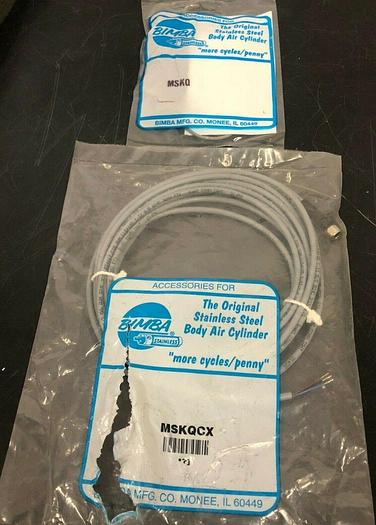 BIMBA
STAINLESS
The Original
Stainless Steel
Body Air Cylinder
"more cycles/penny"
MSKQ
BIMBA MFG. CO. MONEE, IL 60449
ACCESSORIES FOR
BIMBA
STAINLESS
The Original
Stainless Steel
Body Air Cylinder
"more cycles/penny"
MSKQCX
MFG. CO. MONEE, IL 60449